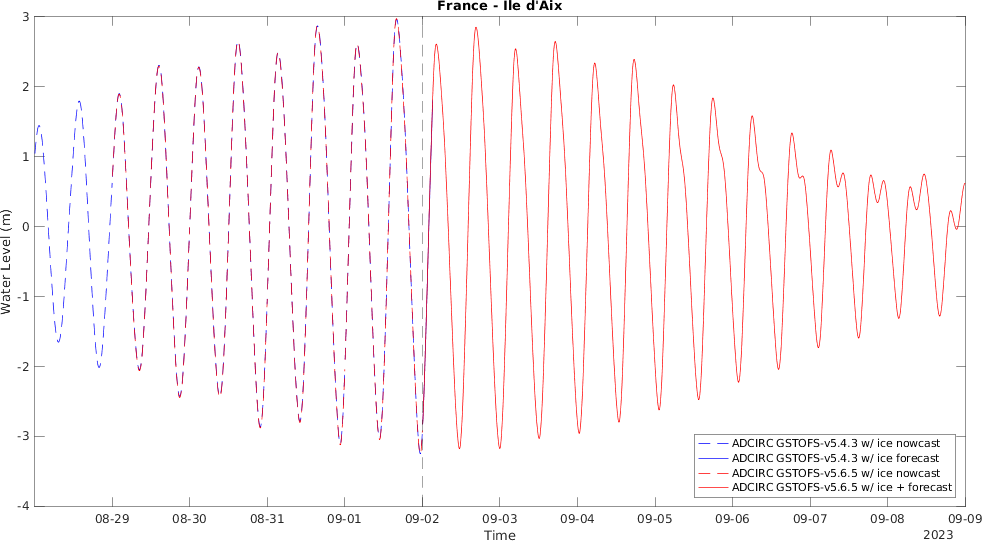 France - Ile d'Aix
3
2
1
0
-1
-2
-3
-4
Water Level (m)
ADCIRC GSTOFS-v5.4.3 w/ ice nowcast
ADCIRC GSTOFS-v5.4.3 w/ ice forecast
ADCIRC GSTOFS-v5.6.5 w/ ice nowcast
ADCIRC GSTOFS-v5.6.5 w/ ice + forecast
08-29 08-30 08-31 09-01 09-02 09-03 09-04 09-05 09-06 09-07 09-08 09-09
Time
2023